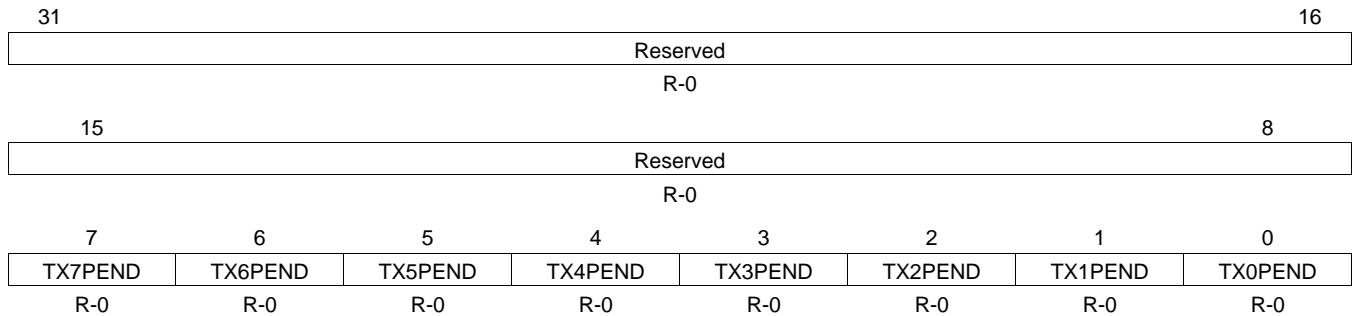 31 16
Reserved
R-0
15 8
Reserved
R-0
7 6 5 4 3 2 1 0
TX7PEND TX6PEND TX5PEND TX4PEND TX3PEND TX2PEND TX1PEND TX0PEND
R-0 R-0 R-0 R-0 R-0 R-0 R-0 R-0